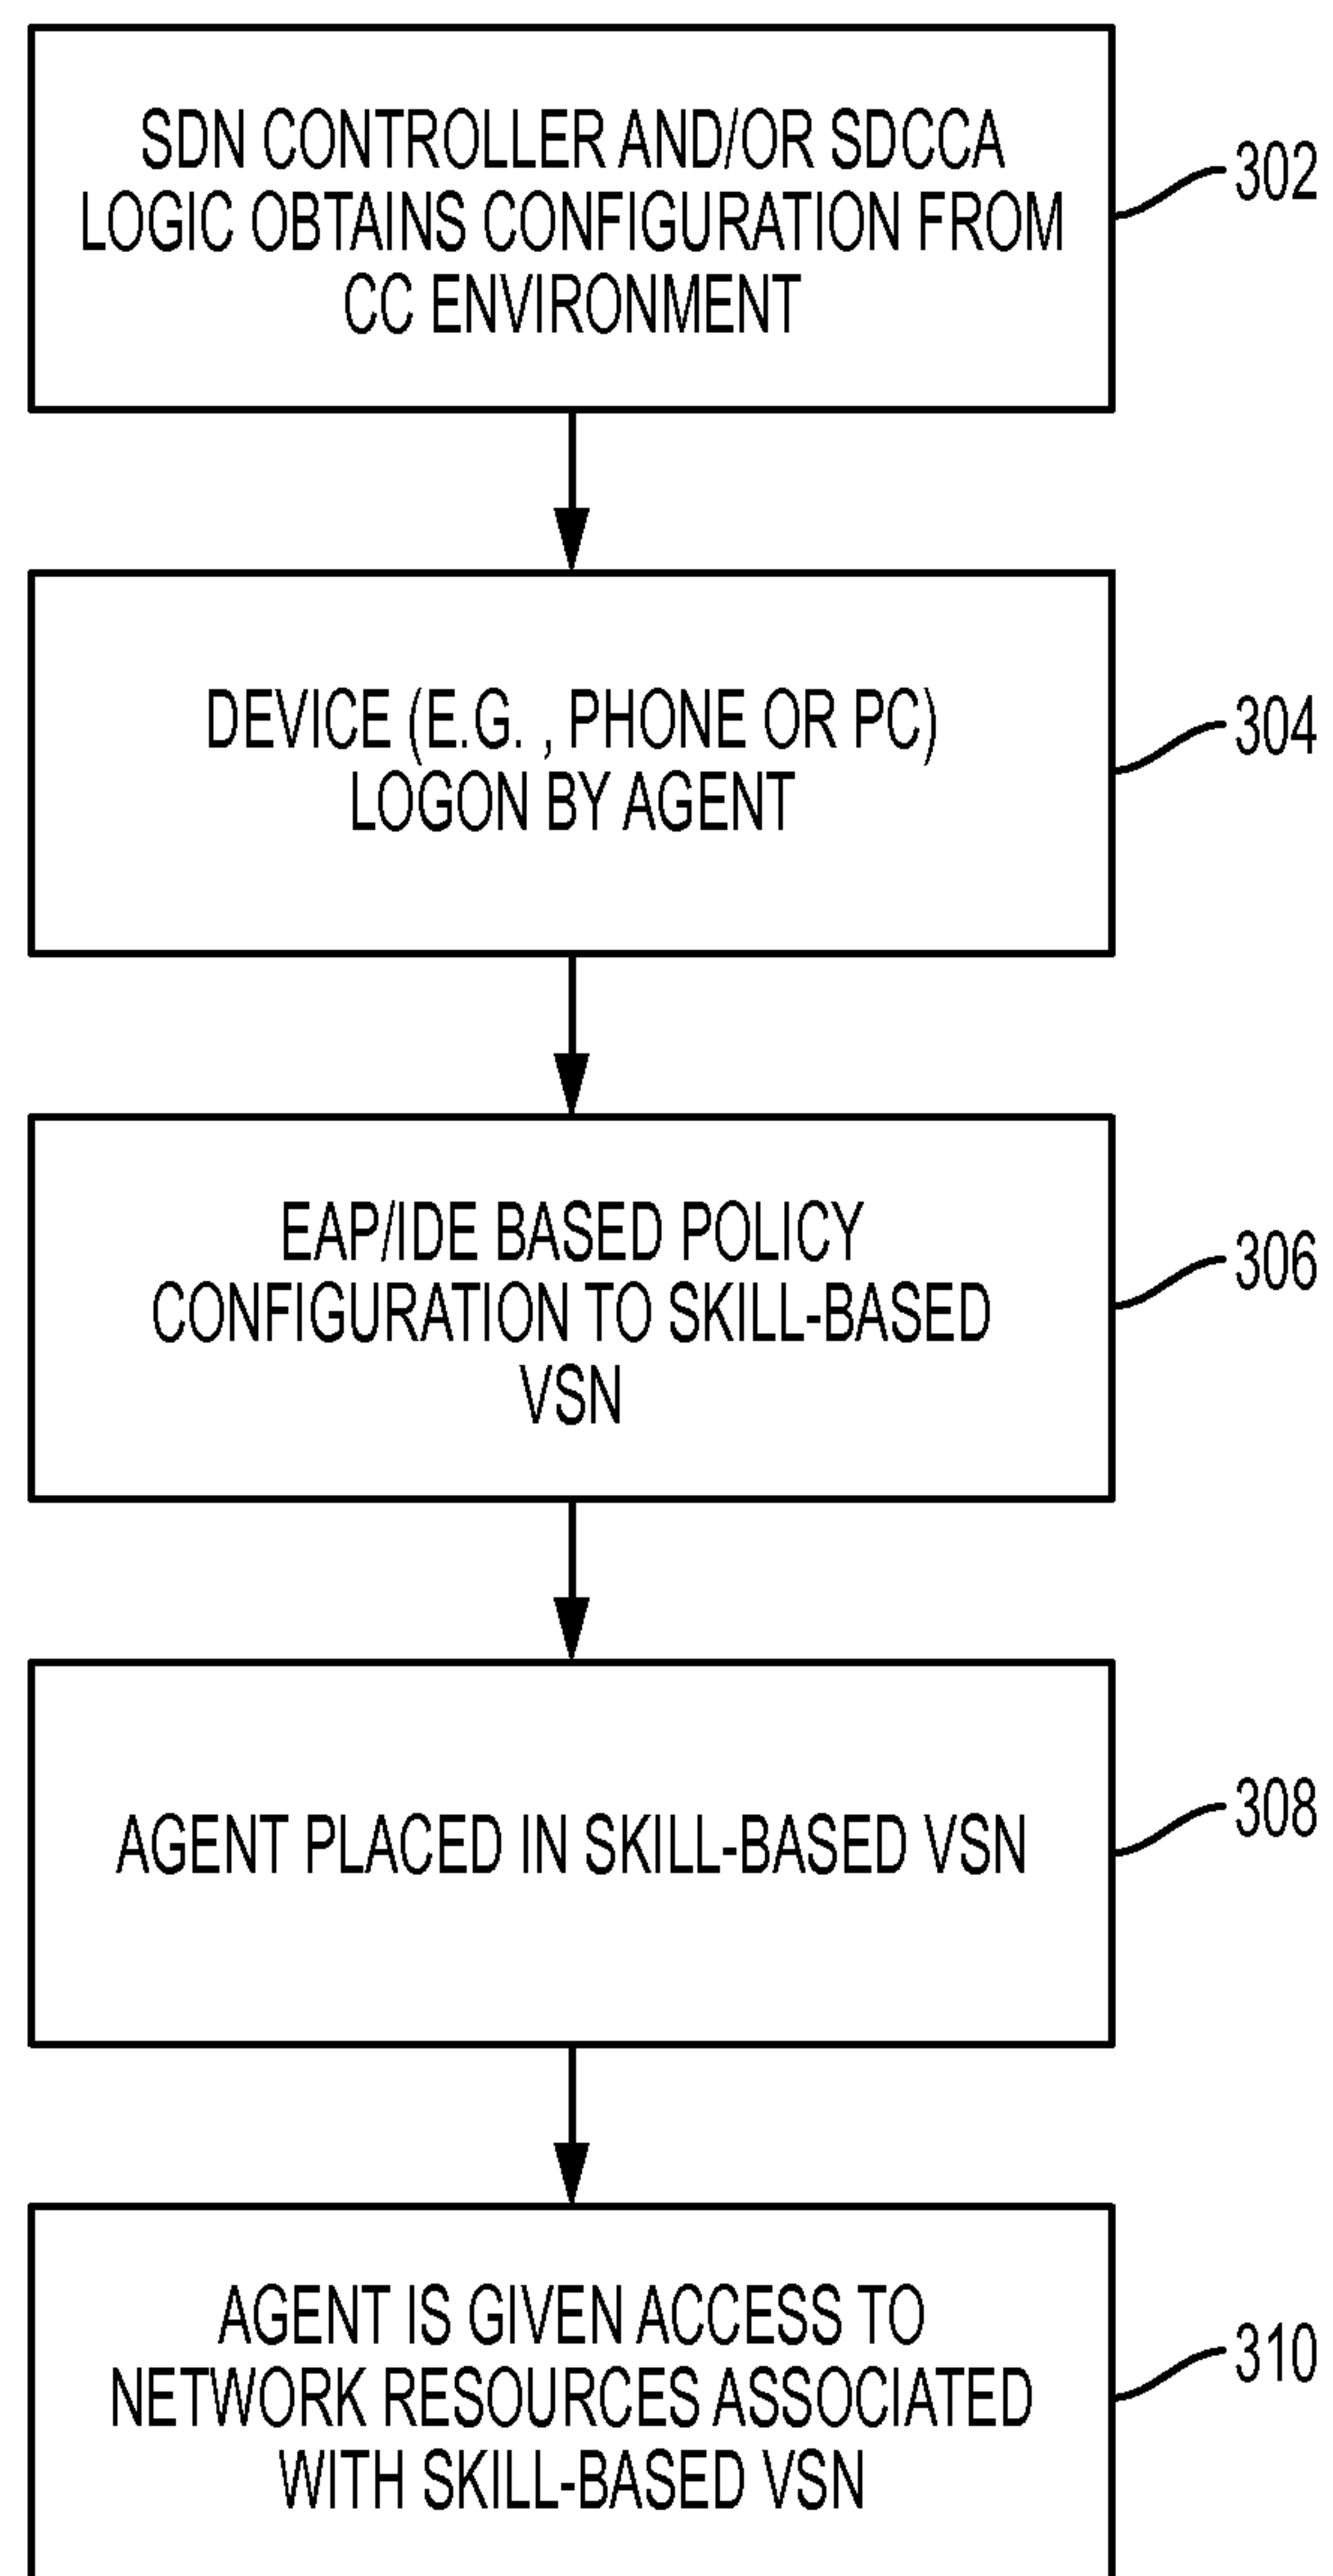 SDN CONTROLLER AND/OR SDCCA
LOGIC OBTAINS CONFIGURATION FROM
CC ENVIRONMENT
302
DEVICE (E.G. , PHONE OR PC)
LOGON BY AGENT
304
EAP/IDE BASED POLICY
CONFIGURATION TO SKILL-BASED
VSN
306
AGENT PLACED IN SKILL-BASED VSN
308
AGENT IS GIVEN ACCESS TO
NETWORK RESOURCES ASSOCIATED
WITH SKILL-BASED VSN
310